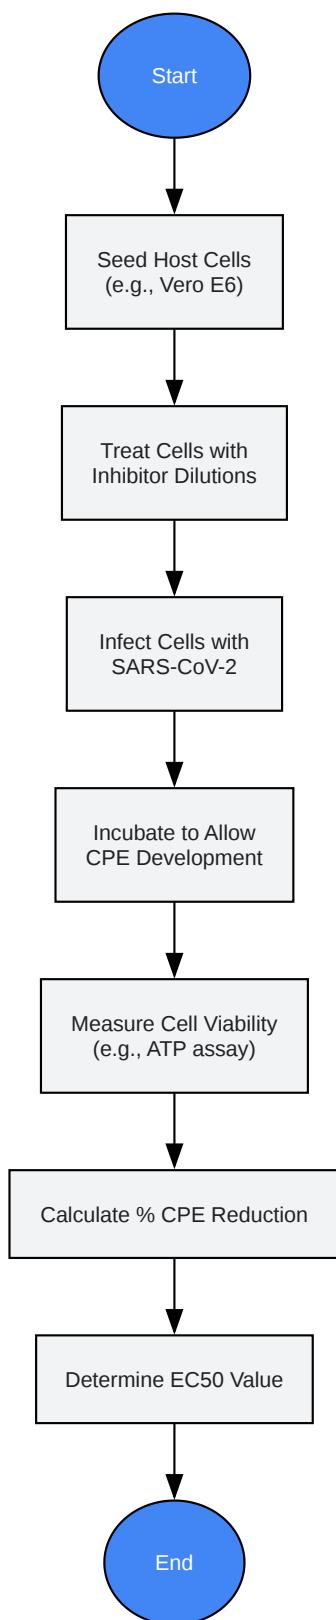 Start
Seed Host Cells
(e.g., Vero E6)
Treat Cells with
Inhibitor Dilutions
Infect Cells with
SARS-CoV-2
Incubate to Allow
CPE Development
Measure Cell Viability
(e.g., ATP assay)
Calculate % CPE Reduction
Determine EC50 Value
End